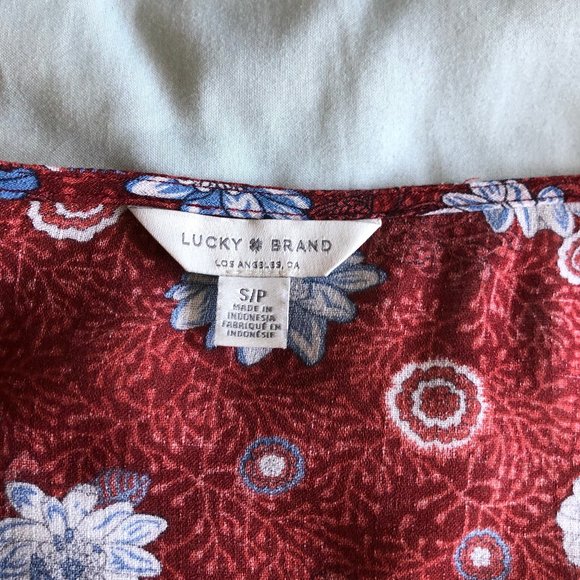 LUCKY BRAND
LOS ANGELES, CA
S/P
MADE IN
INDONESIA
FABRIQUÉ EN
INDONÉSIE